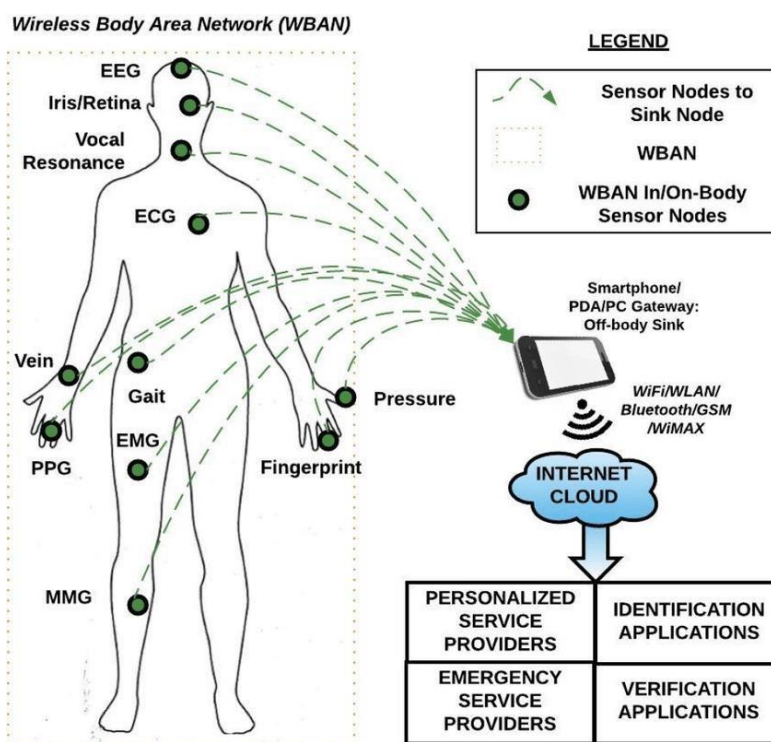 Wireless Body Area Network (WBAN)
EEG
Iris/Retina
Vocal
Resonance
ECG
Vein
Gait
PPG
EMG
Fingerprint
Pressure
MMG
LEGEND
Sensor Nodes to
Sink Node
WBAN
WBAN In/On-Body
Sensor Nodes
Smartphone/
PDA/PC Gateway:
Off-body Sink
WiFi/WLAN/
Bluetooth/GSM
/WiMAX
INTERNET
CLOUD
PERSONALIZED
SERVICE
PROVIDERS
IDENTIFICATION
APPLICATIONS
EMERGENCY
SERVICE
PROVIDERS
VERIFICATION
APPLICATIONS